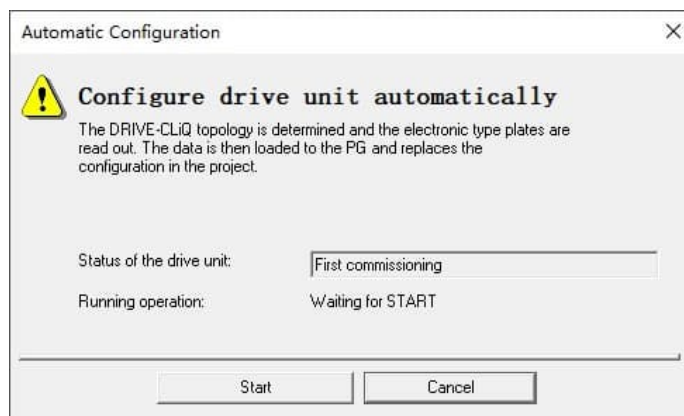 Automatic Configuration
Configure drive unit automatically
The DRIVE-CLiQ topology is determined and the electronic type plates are
read out. The data is then loaded to the PG and replaces the
configuration in the project.
Status of the drive unit: First commissioning
Running operation: Waiting for START
Start Cancel